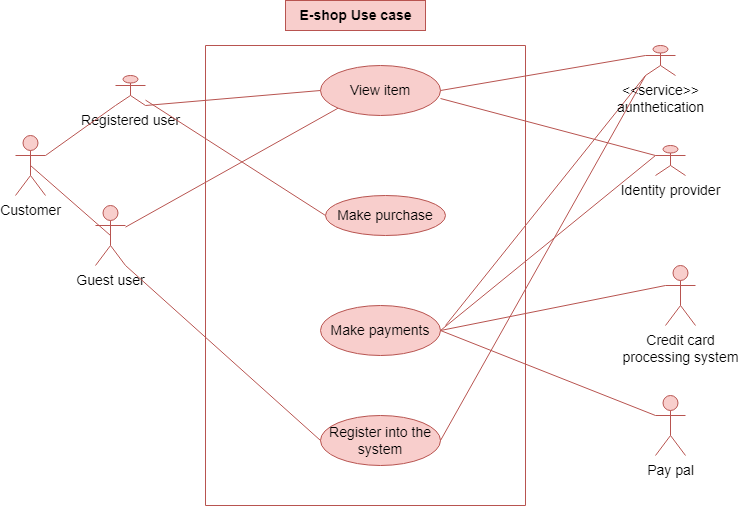 E-shop Use case
View item
<<service>>
aunthetication
Registered user
Identity provider
Customer
Make purchase
Guest user
Make payments
Credit card
processing system
Register into the
system
Pay pal